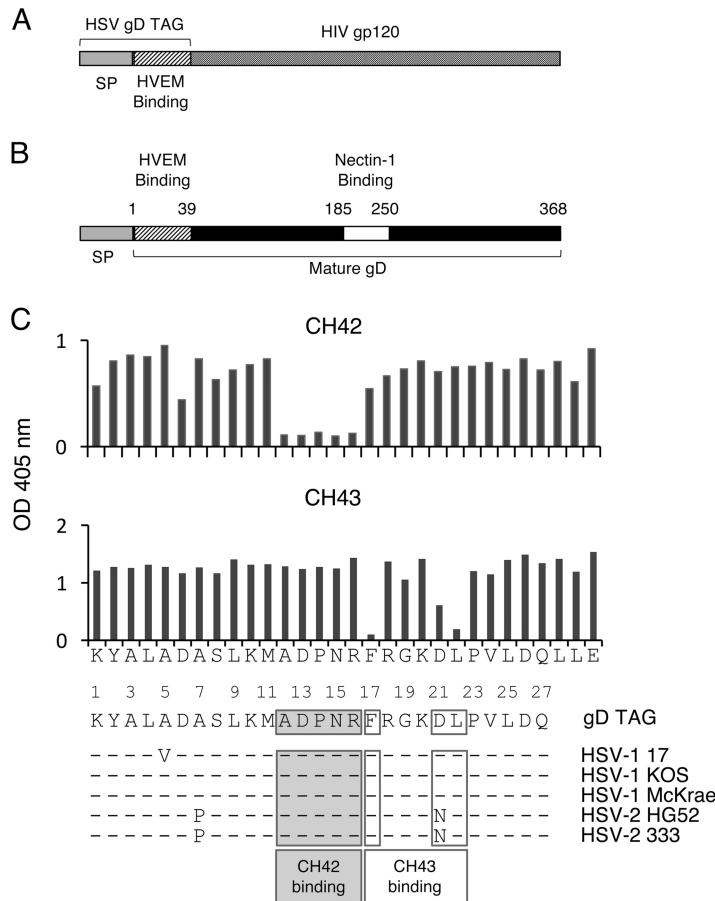 A
HSV gD TAG
HIV gp120
SP
HVEM
Binding
B
HVEM
Binding
Nectin-1
Binding
1 39 185 250 368
SP
Mature gD
C
CH42
1
0
OD 405 nm
CH43
2
1
0
K Y A L A D A S L K M A D P N R F R G K D L P V L D Q L L E
1 3 5 7 9 11 13 15 17 19 21 23 25 27
K Y A L A D A S L K M A D P N R F R G K D L P V L D Q gD TAG
– – – – V – – – – – – – – – – – – – – – – – – – – – – HSV-1 17
– – – – – – – – – – – – – – – – – – – – – – – – – – – HSV-1 KOS
– – – – – – – – – – – – – – – – – – – – – – – – – – – HSV-1 McKrae
– – – – – – P – – – – – – – – – – – – – N – – – – – – HSV-2 HG52
– – – – – – P – – – – – – – – – – – – – N – – – – – – HSV-2 333
CH42
binding
CH43
binding